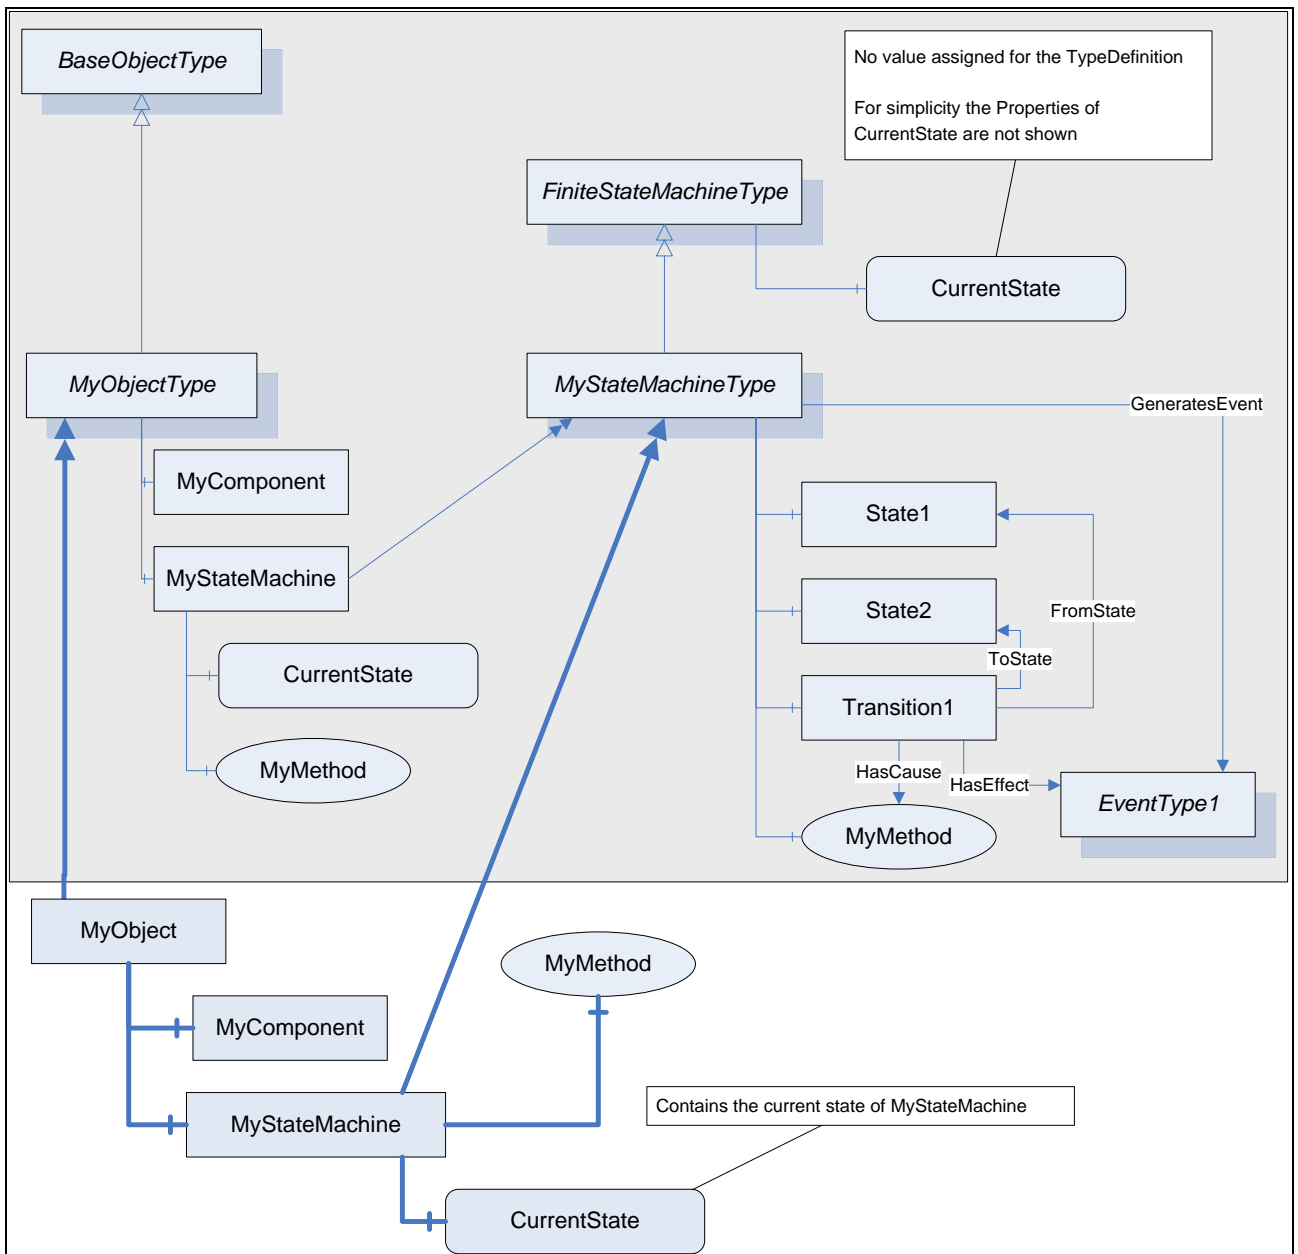 BaseObjectType
No value assigned for the TypeDefinition
For simplicity the Properties of
CurrentState are not shown
FiniteStateMachineType
CurrentState
MyObjectType
MyStateMachineType
GeneratesEvent
MyComponent
State1
MyStateMachine
State2
FromState
ToState
CurrentState
Transition1
MyMethod
HasCause
HasEffect
EventType1
MyMethod
MyObject
MyMethod
MyComponent
MyStateMachine
Contains the current state of MyStateMachine
CurrentState